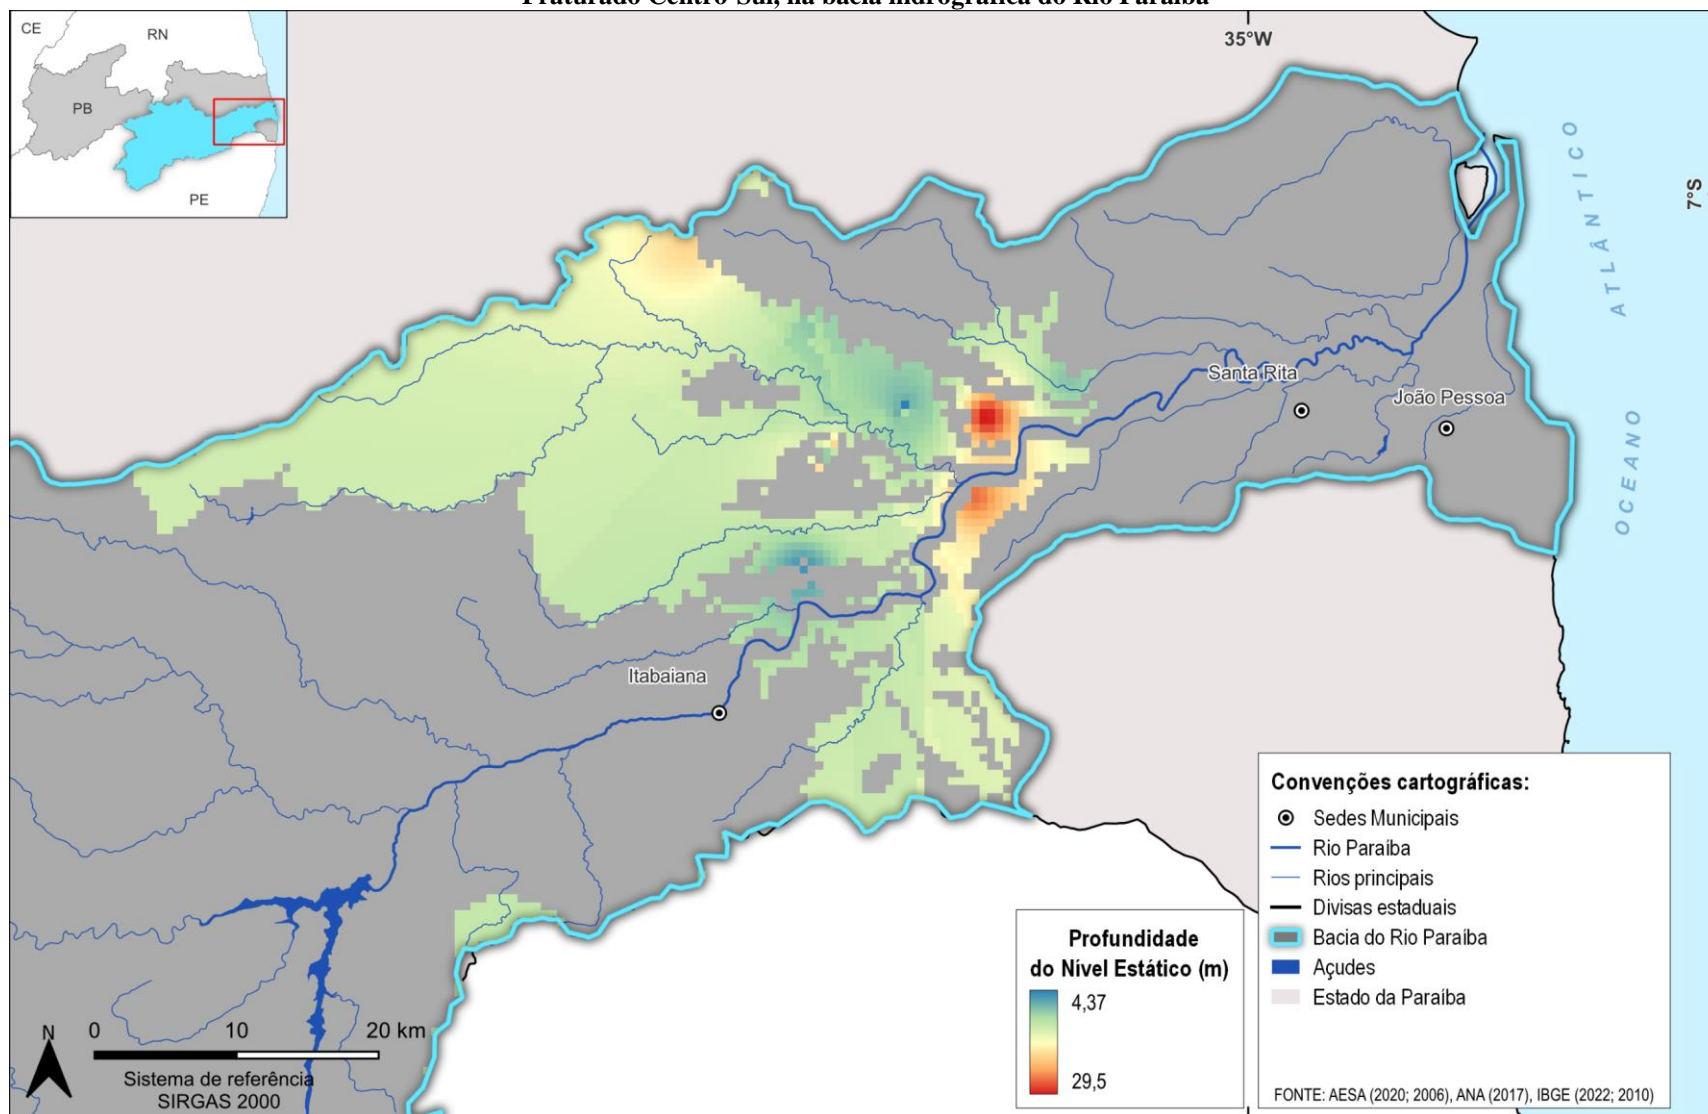 Fraturado Centro-Sul, na bacia hidrográfica do Rio Paraíba
CE
RN
PB
PE
35°W
7°S
OCEANO ATLÂNTICO
Santa Rita
João Pessoa
Itabaiana
Convenções cartográficas:
Sedes Municipais
Rio Paraíba
Rios principais
Divisas estaduais
Bacia do Rio Paraíba
Açudes
Estado da Paraíba
FONTE: AESA (2020; 2006), ANA (2017), IBGE (2022; 2010)
Profundidade
do Nível Estático (m)
4,37
29,5
N
0 10 20 km
Sistema de referência
SIRGAS 2000